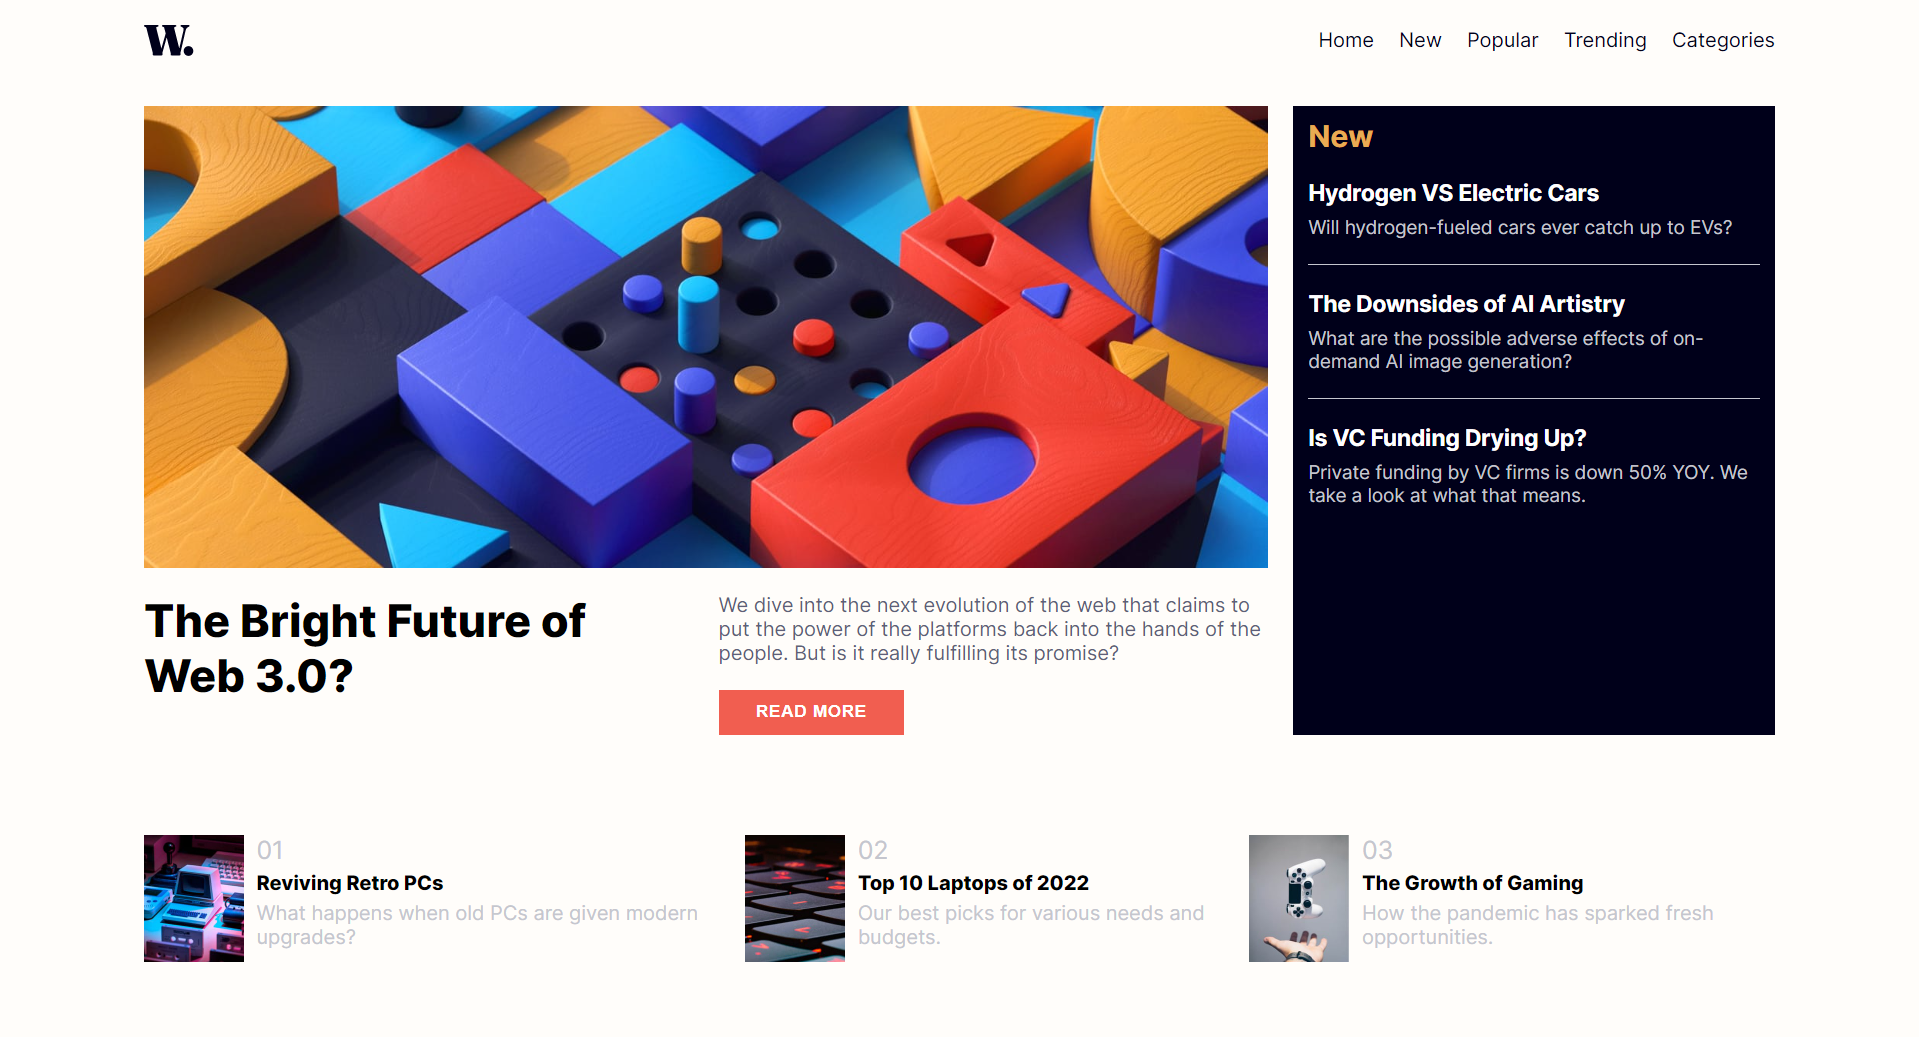 W.
Home New Popular Trending Categories
New
Hydrogen VS Electric Cars
Will hydrogen-fueled cars ever catch up to EVs?
The Downsides of AI Artistry
What are the possible adverse effects of on-
demand AI image generation?
Is VC Funding Drying Up?
Private funding by VC firms is down 50% YOY. We
take a look at what that means.
The Bright Future of
Web 3.0?
We dive into the next evolution of the web that claims to
put the power of the platforms back into the hands of the
people. But is it really fulfilling its promise?
READ MORE
01
Reviving Retro PCs
What happens when old PCs are given modern
upgrades?
02
Top 10 Laptops of 2022
Our best picks for various needs and
budgets.
03
The Growth of Gaming
How the pandemic has sparked fresh
opportunities.